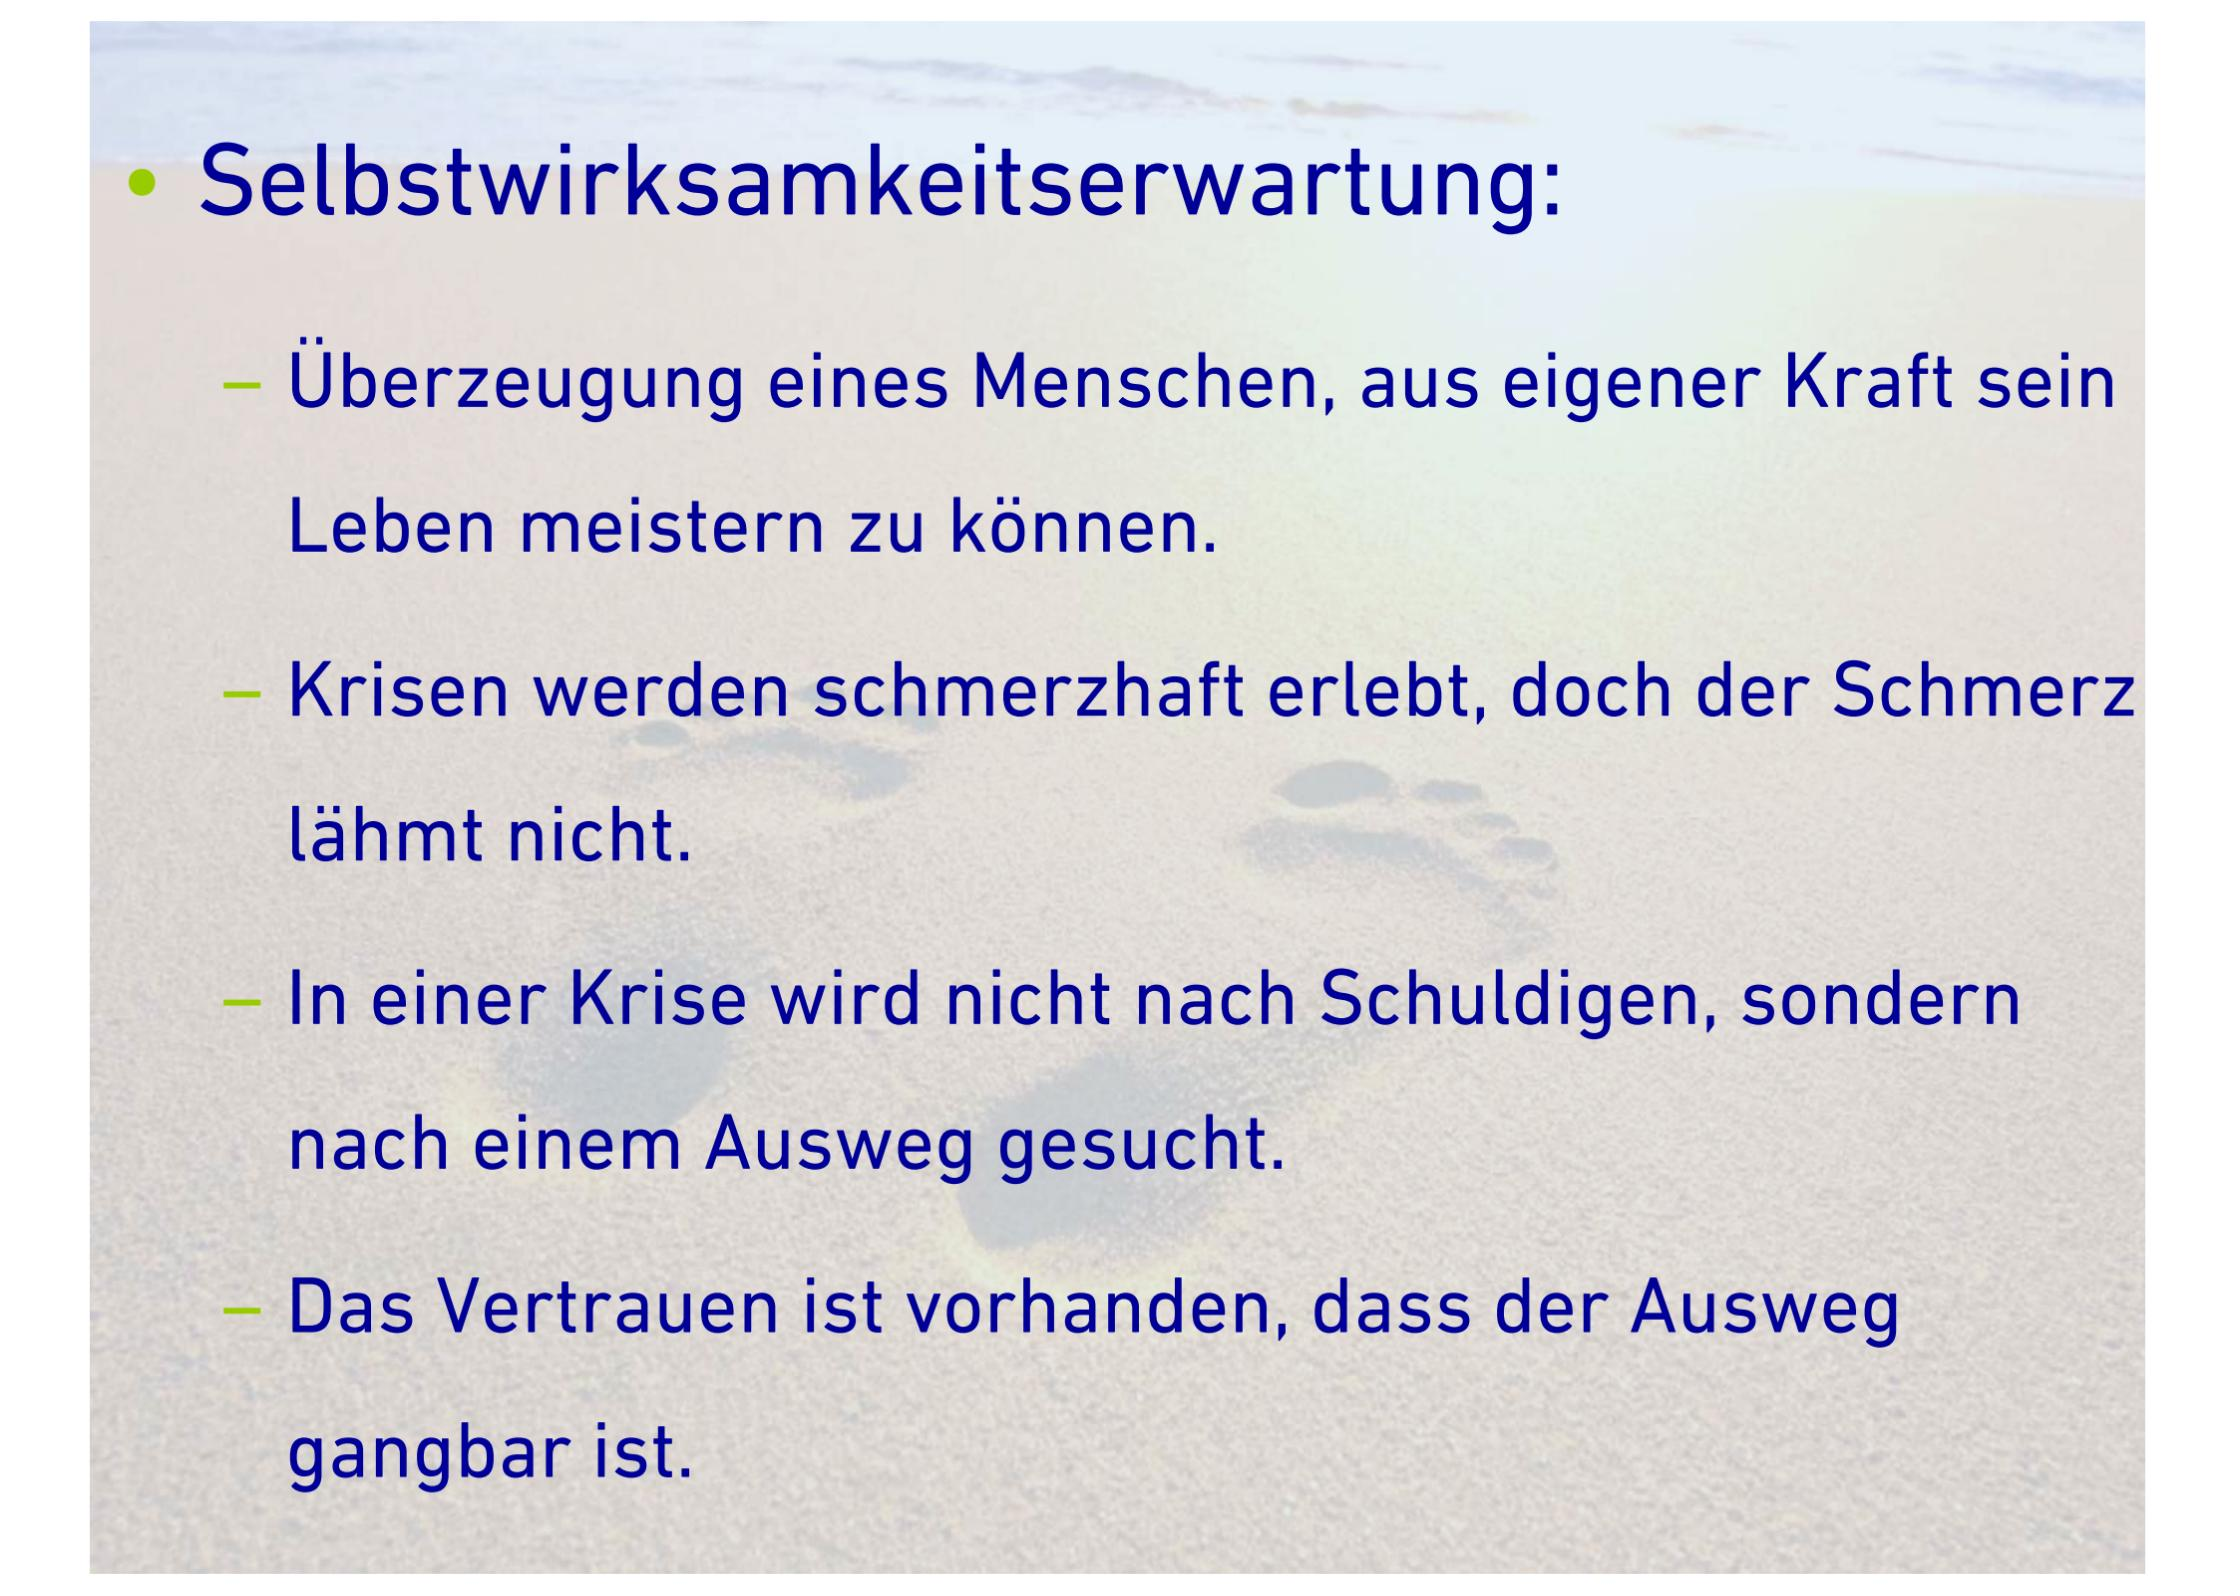 • Selbstwirksamkeitserwartung:
– Überzeugung eines Menschen, aus eigener Kraft sein
Leben meistern zu können.
– Krisen werden schmerzhaft erlebt, doch der Schmerz
lähmt nicht.
– In einer Krise wird nicht nach Schuldigen, sondern
nach einem Ausweg gesucht.
– Das Vertrauen ist vorhanden, dass der Ausweg
gangbar ist.